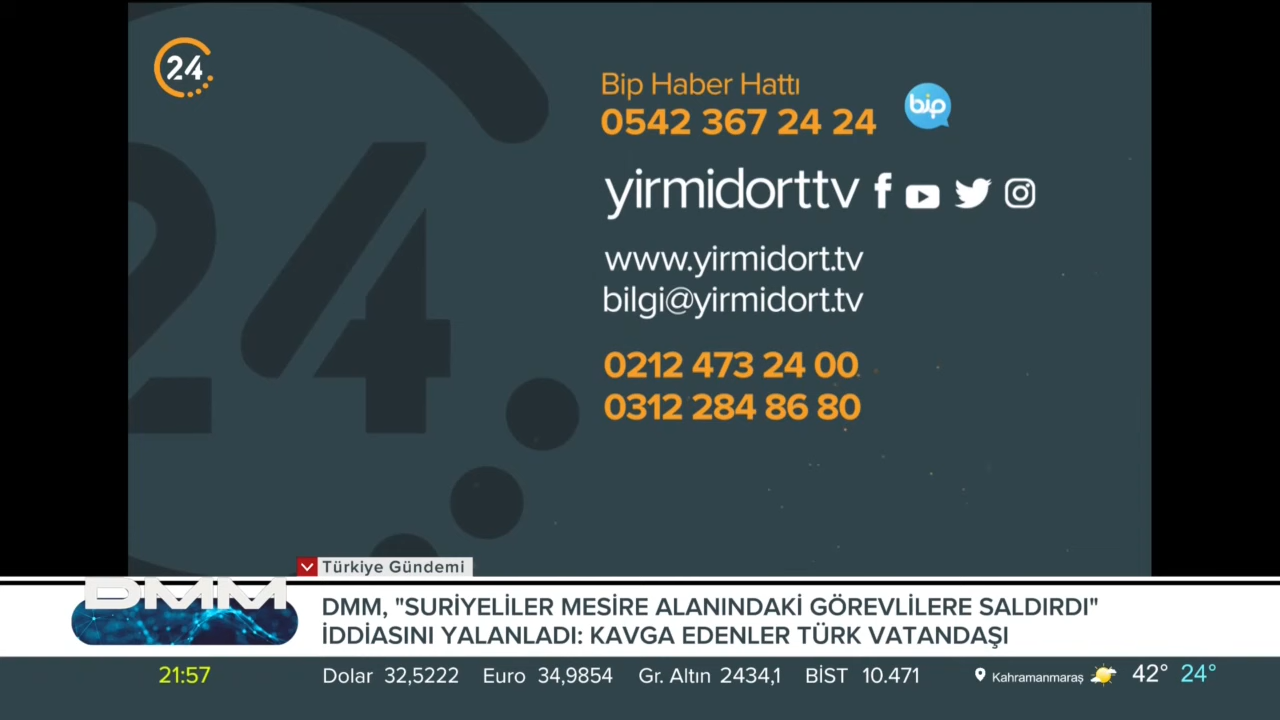 24
Bip Haber Hattı
0542 367 24 24
bip
yirmidorttv
www.yirmidort.tv
bilgi@yirmidort.tv
0212 473 24 00
0312 284 86 80
24
Türkiye Gündemi
DMM
DMM, "SURİYELİLER MESİRE ALANINDAKİ GÖREVLİLERE SALDIRDI"
İDDİASINI YALANLADI: KAVGA EDENLER TÜRK VATANDAŞI
21:57 Dolar 32,5222 Euro 34,9854 Gr. Altın 2434,1 BİST 10.471 Kahramanmaraş 42° 24°